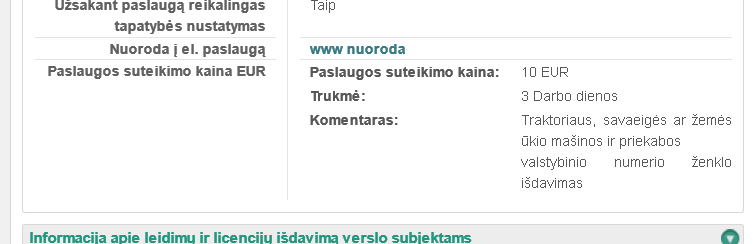 Užsakant paslaugą reikalingas Taip
tapatybės nustatymas
Nuoroda į el. paslaugą www nuoroda
Paslaugos suteikimo kaina EUR Paslaugos suteikimo kaina: 10 EUR
Trukmė: 3 Darbo dienos
Komentaras: Traktoriaus, savaeigės ar žemės
ūkio mašinos ir priekabos
valstybinio numerio ženklo
išdavimas
Informacija apie leidimų ir licencijų išdavimą verslo subjektams